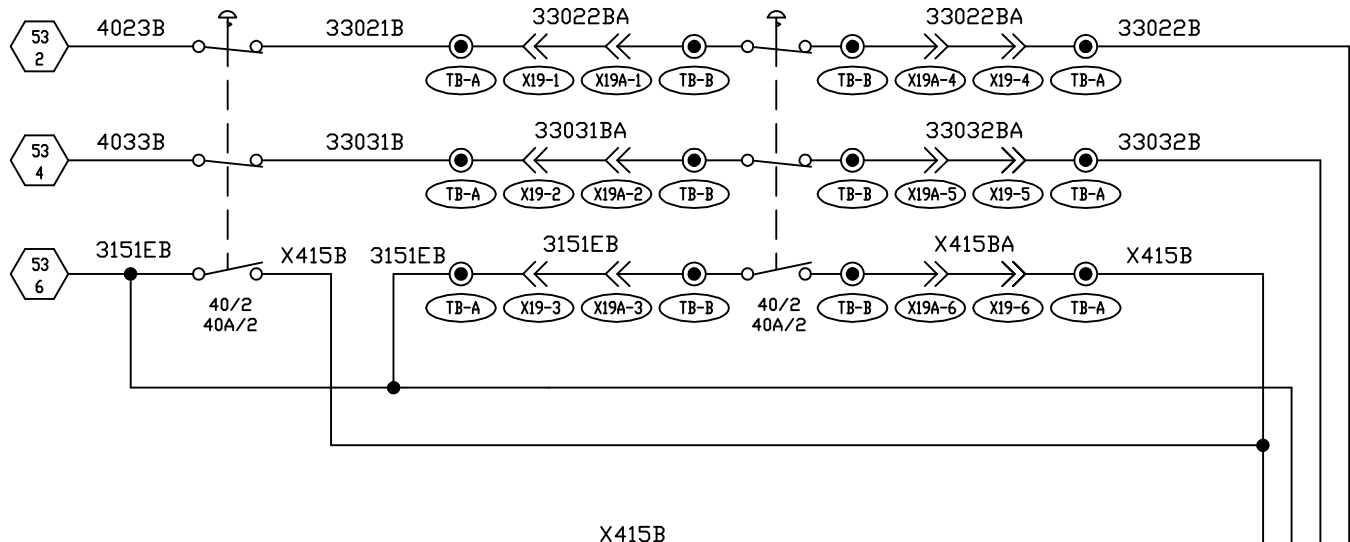 53
2
4023B
33021B
33022BA
33022BA
33022B
TB-A
X19-1
X19A-1
TB-B
TB-B
X19A-4
X19-4
TB-A
53
4
4033B
33031B
33031BA
33032BA
33032B
TB-A
X19-2
X19A-2
TB-B
TB-B
X19A-5
X19-5
TB-A
53
6
3151EB
X415B
3151EB
3151EB
X415BA
X415B
40/2
40A/2
TB-A
X19-3
X19A-3
TB-B
40/2
40A/2
TB-B
X19A-6
X19-6
TB-A
X415B